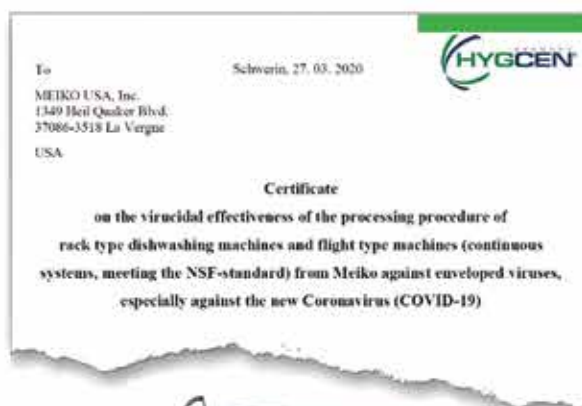 To
Schwerin, 27. 03. 2020
HYGCEN
MEIKO USA, Inc.
1349 Heil Quaker Blvd.
37086-3518 La Vergne
USA
Certificate
on the virucidal effectiveness of the processing procedure of
rack type dishwashing machines and flight type machines (continuous
systems, meeting the NSF-standard) from Meiko against enveloped viruses,
especially against the new Coronavirus (COVID-19)